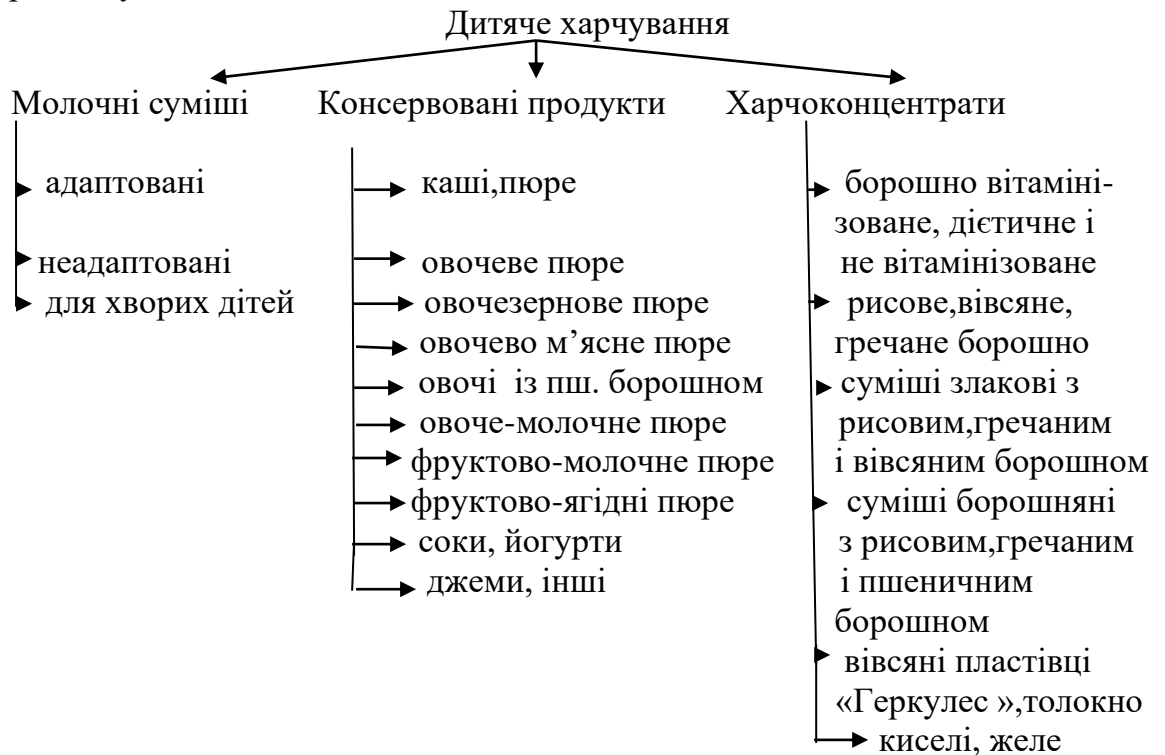 Дитяче харчування
Молочні суміші
адаптовані
неадаптовані
для хворих дітей
Консервовані продукти
каші,пюре
овочеве пюре
овочезернове пюре
овочево м’ясне пюре
овочі із пш. борошном
овоче-молочне пюре
фруктово-молочне пюре
фруктово-ягідні пюре
соки, йогурти
джеми, інші
Харчоконцентрати
борошно вітаміні-
зоване, дієтичне і
не вітамінізоване
рисове,вівсяне,
гречане борошно
суміші злакові з
рисовим,гречаним
і вівсяним борошном
суміші борошняні
з рисовим,гречаним
і пшеничним
борошном
вівсяні пластівці
«Геркулес »,толокно
киселі, желе